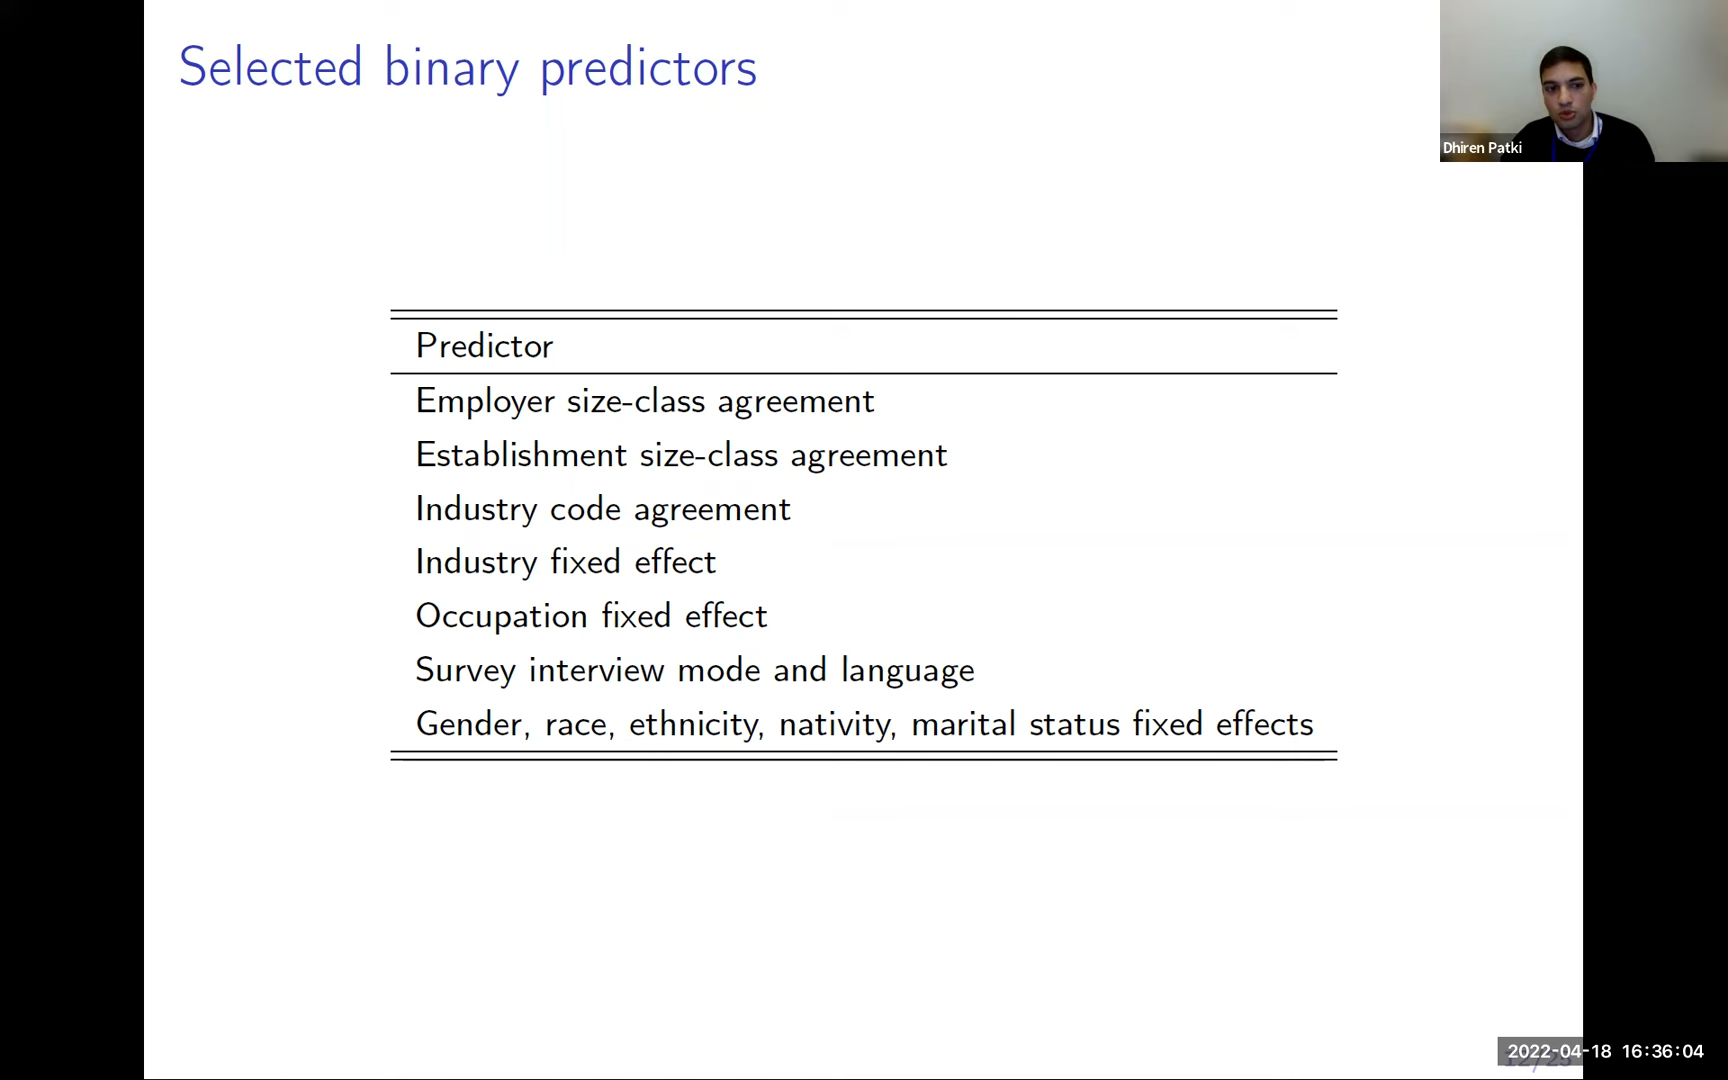 Selected binary predictors
Dhiren Patki
Predictor
Employer size-class agreement
Establishment size-class agreement
Industry code agreement
Industry fixed effect
Occupation fixed effect
Survey interview mode and language
Gender, race, ethnicity, nativity, marital status fixed effects
2022-04-18 16:36:04